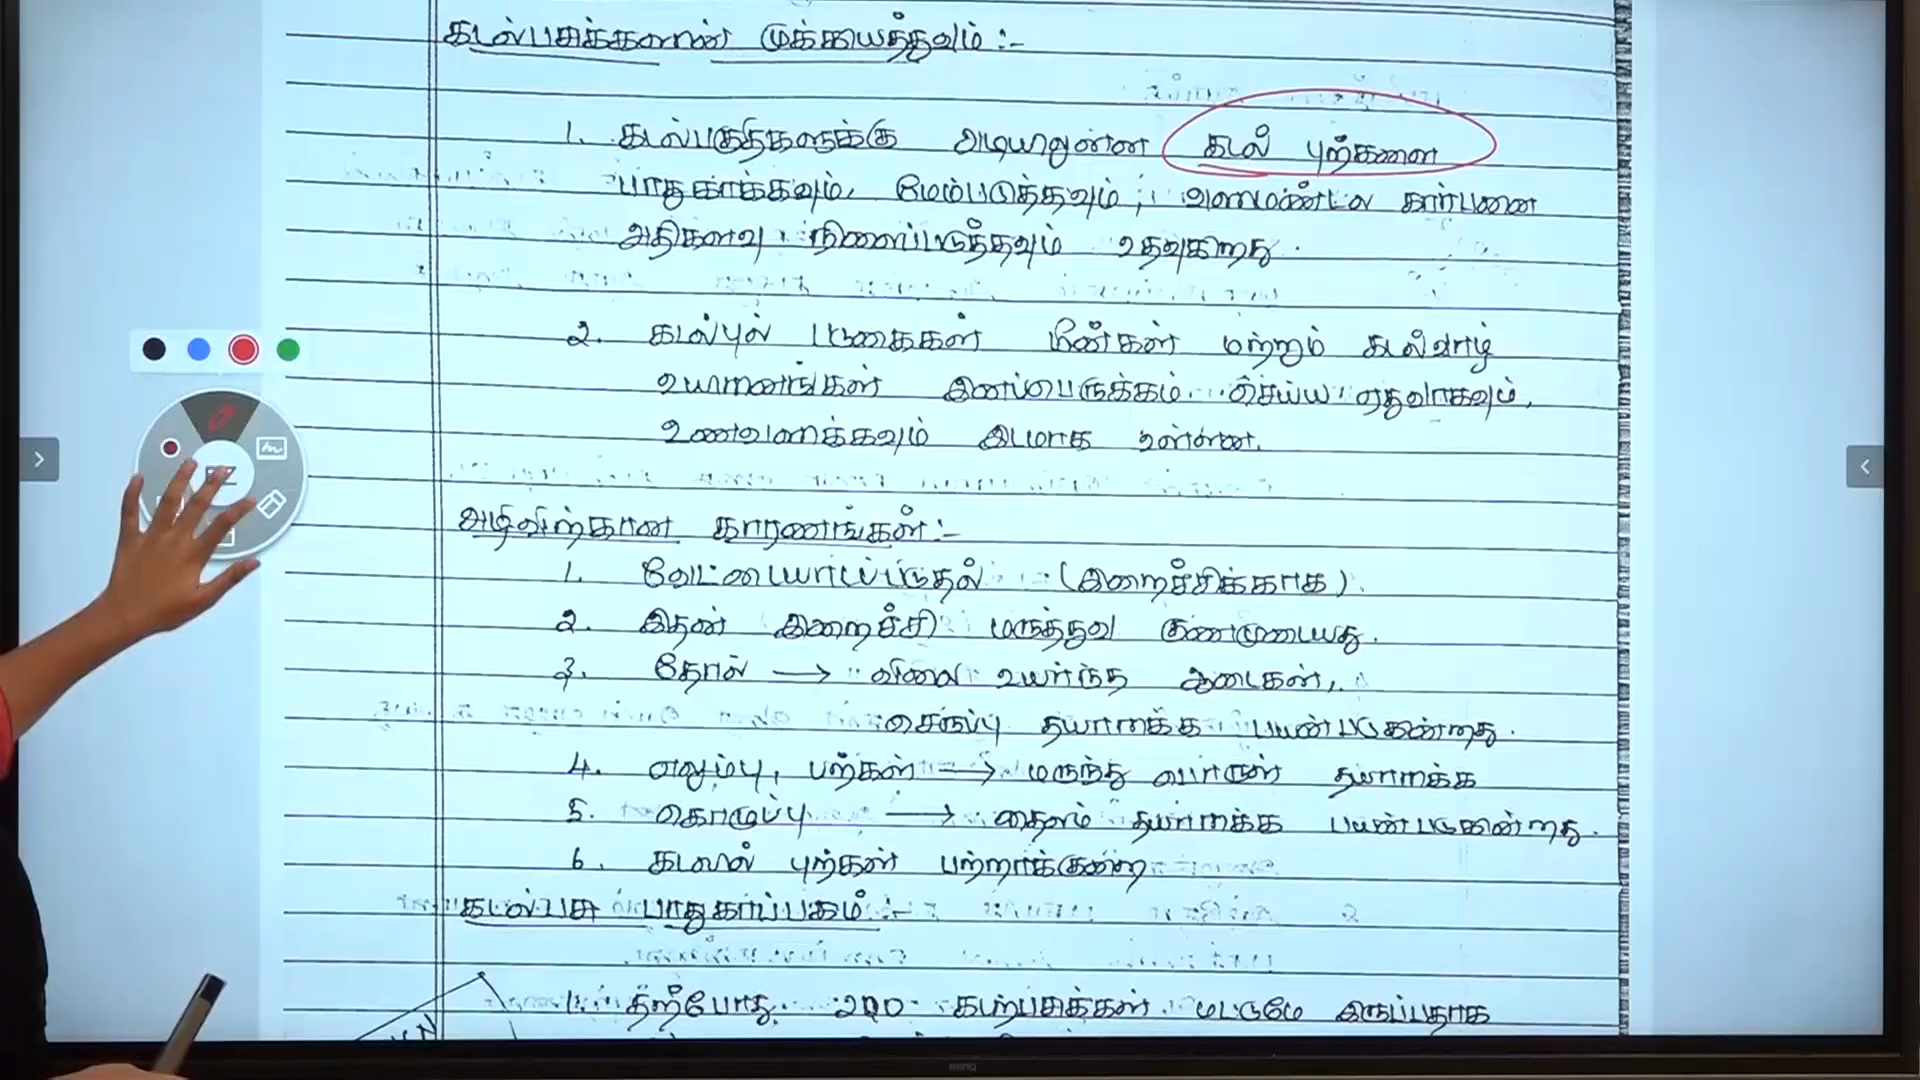 கடல்பசுக்களின் முக்கியத்துவம் :-
1. கடல்பகுதிகளுக்கு அடியிலுள்ள கடல் புற்களை
பாதுகாக்கவும், மேம்படுத்தவும், வளிமண்டல கார்பனை
அதிகளவு நிலைப்படுத்தவும் உதவுகிறது.
2. கடல்புல் படுகைகள் மீன்கள் மற்றும் கடல்வாழ்
உயிரினங்கள் இனப்பெருக்கம் செய்ய ஏதுவாகவும்,
உணவளிக்கவும் இடமாக உள்ளன.
அழிவிற்கான காரணங்கள் :-
1. வேட்டையாடப்படுதல் (இறைச்சிக்காக).
2. இதன் இறைச்சி மருத்துவ குணமுடையது.
3. தோல் → விலை உயர்ந்த ஆடைகள்,
செருப்பு தயாரிக்க பயன்படுகின்றது.
4. எலும்பு, பற்கள் → மருந்து பொருள் தயாரிக்க
5. கொழுப்பு → தைலம் தயாரிக்க பயன்படுகின்றது.
6. கடலில் புற்கள் பற்றாக்குறை
கடல்பசு பாதுகாப்பகம் :-
1. தற்போது 200 கடற்பசுக்கள் மட்டுமே இருப்பதாக
BenQ